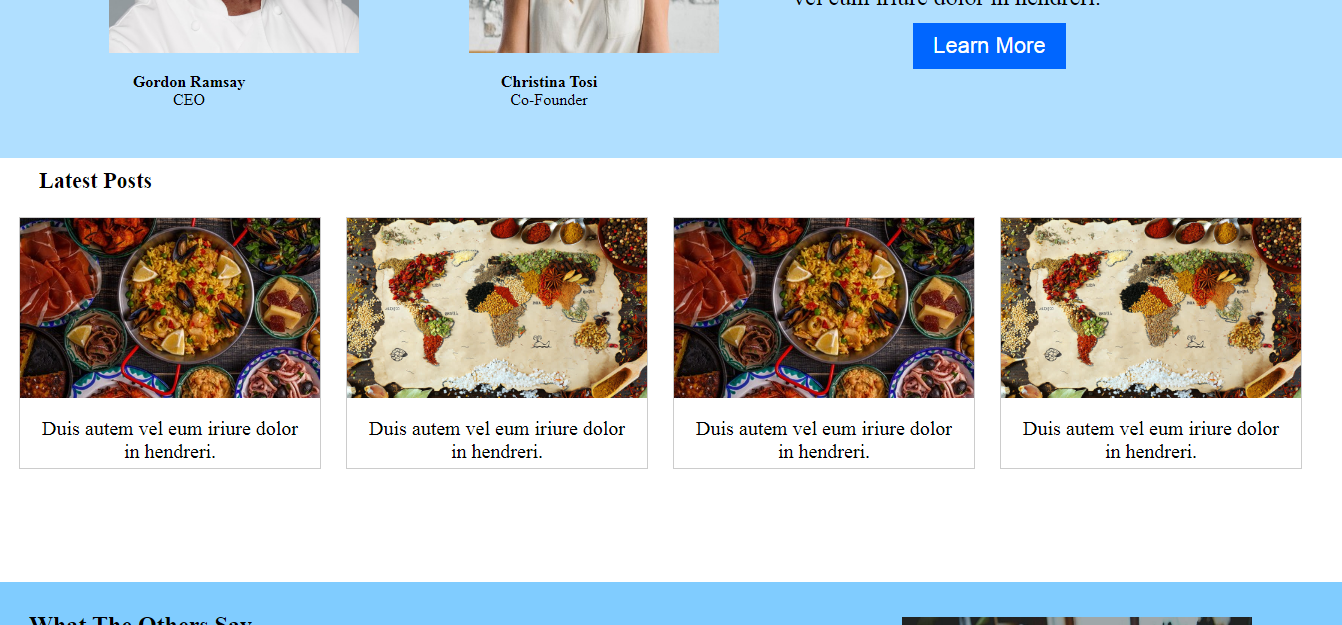 vel eum iriure dolor in hendreri.
Learn More
Gordon Ramsay
CEO
Christina Tosi
Co-Founder
Latest Posts
Duis autem vel eum iriure dolor
in hendreri.
Duis autem vel eum iriure dolor
in hendreri.
Duis autem vel eum iriure dolor
in hendreri.
Duis autem vel eum iriure dolor
in hendreri.
What The Others Say